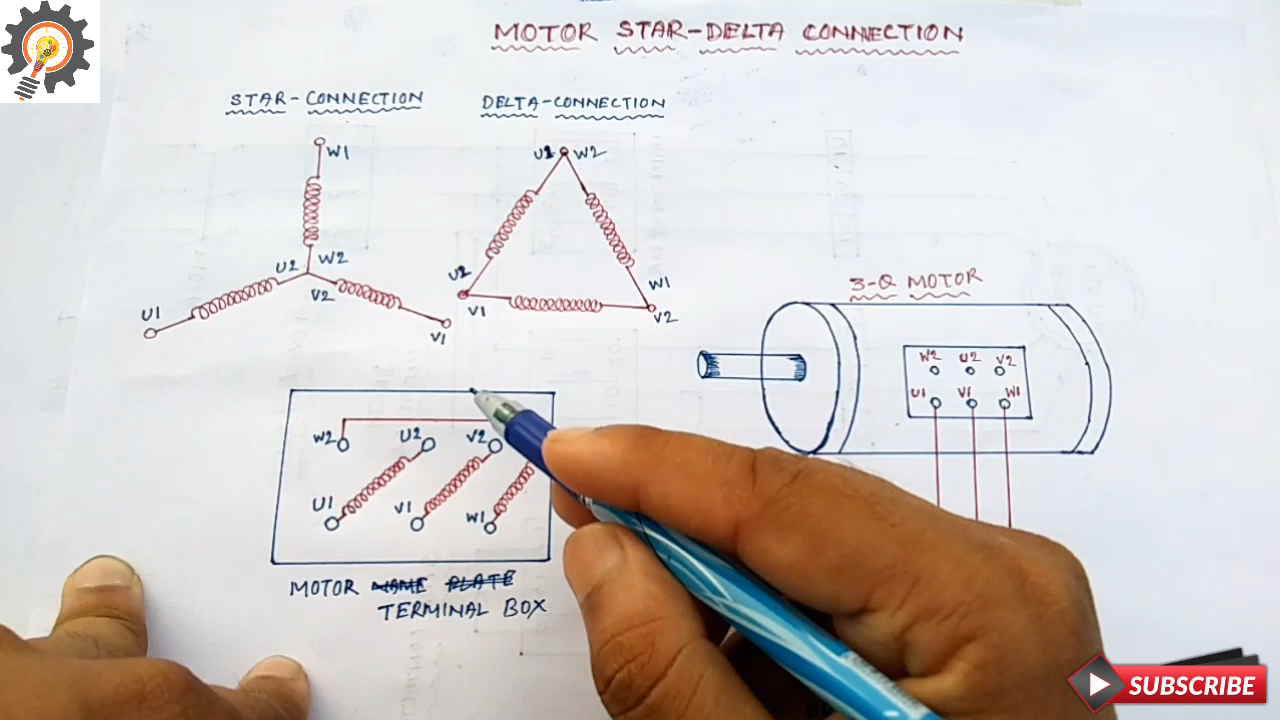 MOTOR STAR-DELTA CONNECTION
STAR-CONNECTION
DELTA-CONNECTION
W1
U2
W2
V2
U1
V1
U1 W2
U2
V1
W1
V2
3-Q MOTOR
W2 U2 V2
U1 V1 W1
W2 U2 V2
U1 V1 W1
MOTOR NAME PLATE
TERMINAL BOX
SUBSCRIBE